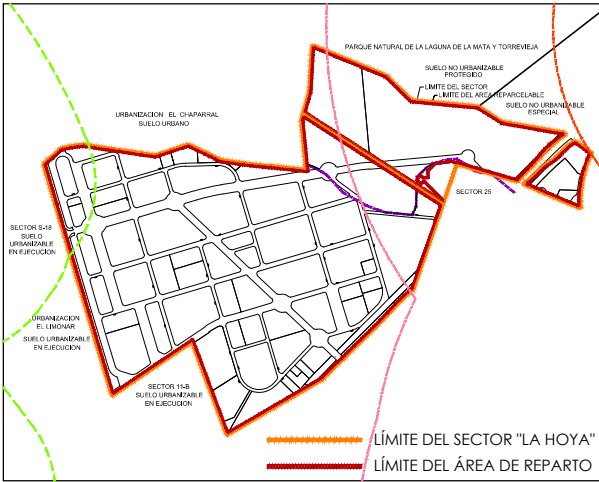 PARQUE NATURAL DE LA LAGUNA DE LA MATA Y TORREVIEJA
SUELO NO URBANIZABLE
PROTEGIDO
LIMITE DEL SECTOR
LIMITE DEL AREA REPARCELABLE
SUELO NO URBANIZABLE
ESPECIAL
URBANIZACION EL CHAPARRAL
SUELO URBANO
SECTOR 25
SECTOR S-18
SUELO
URBANIZABLE
EN EJECUCION
URBANIZACION
EL LIMONAR
SUELO URBANIZABLE
EN EJECUCION
SECTOR 11-B
SUELO URBANIZABLE
EN EJECUCION
LÍMITE DEL SECTOR "LA HOYA"
LÍMITE DEL ÁREA DE REPARTO